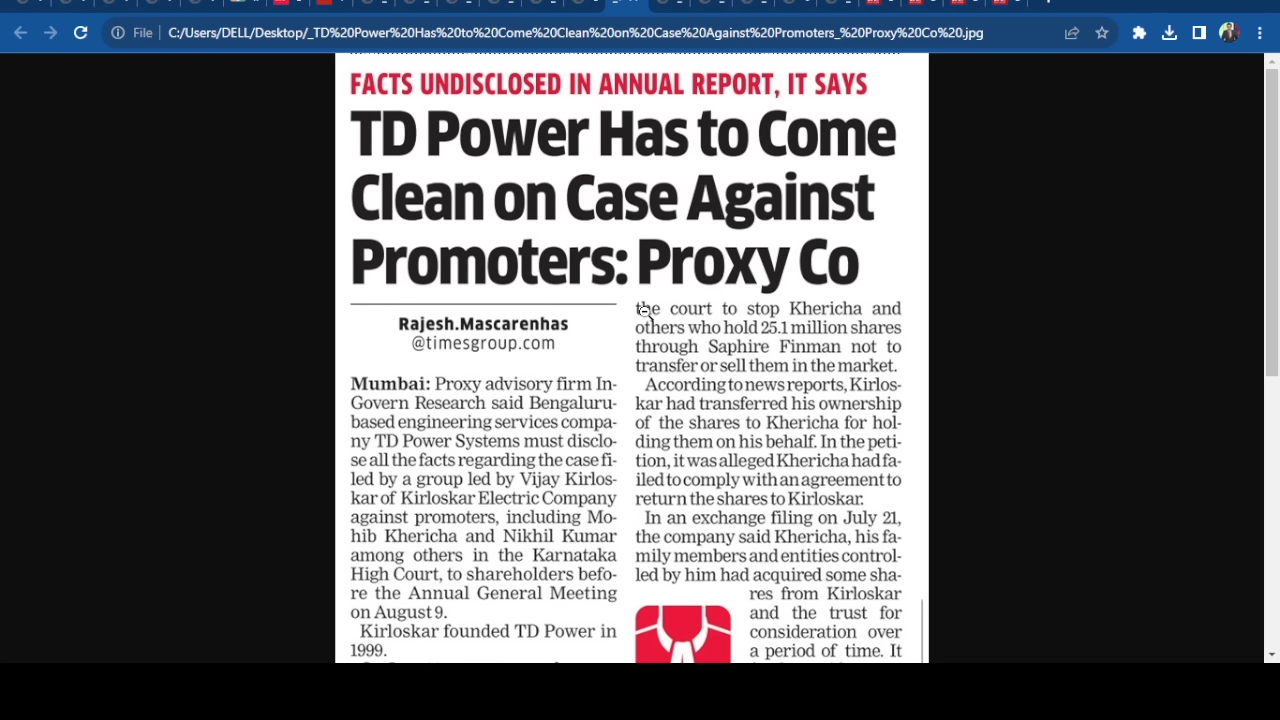 File
C:/Users/DELL/Desktop/_TD%20Power%20Has%20to%20Come%20Clean%20on%20Case%20Against%20Promoters_%20Proxy%20Co%20.jpg
FACTS UNDISCLOSED IN ANNUAL REPORT, IT SAYS
TD Power Has to Come
Clean on Case Against
Promoters: Proxy Co
Rajesh.Mascarenhas
@timesgroup.com
Mumbai: Proxy advisory firm In-
Govern Research said Bengaluru-
based engineering services compa-
ny TD Power Systems must disclo-
se all the facts regarding the case fi-
led by a group led by Vijay Kirlos-
kar of Kirloskar Electric Company
against promoters, including Mo-
hib Khericha and Nikhil Kumar
among others in the Karnataka
High Court, to shareholders befo-
re the Annual General Meeting
on August 9.
Kirloskar founded TD Power in
1999.
the court to stop Khericha and
others who hold 25.1 million shares
through Saphire Finman not to
transfer or sell them in the market.
According to news reports, Kirlos-
kar had transferred his ownership
of the shares to Khericha for hol-
ding them on his behalf. In the peti-
tion, it was alleged Khericha had fa-
iled to comply with an agreement to
return the shares to Kirloskar.
In an exchange filing on July 21,
the company said Khericha, his fa-
mily members and entities control-
led by him had acquired some sha-
res from Kirloskar
and the trust for
consideration over
a period of time. It